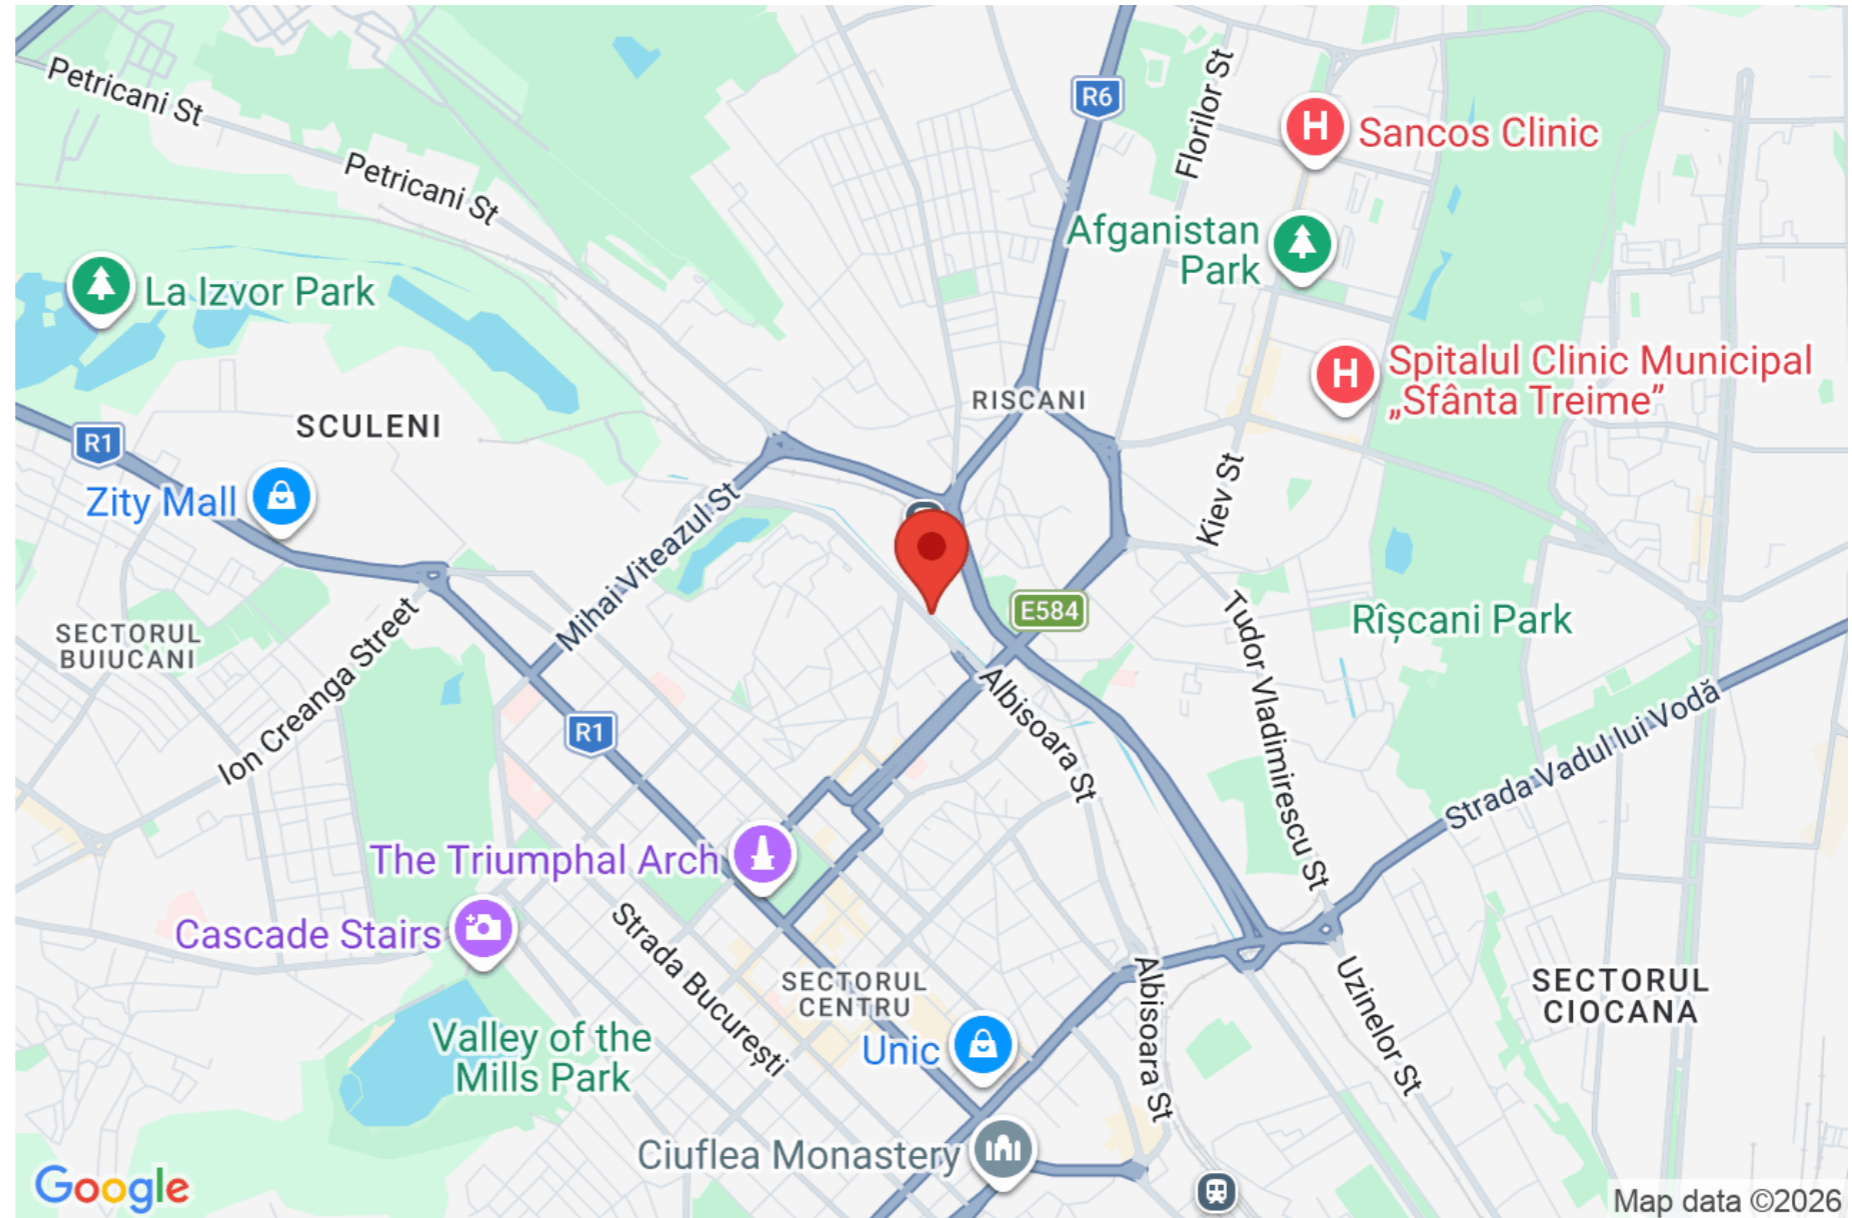 Petricani St
Petricani St
R6
Florilor St
Sancos Clinic
Afganistan
Park
La Izvor Park
Spitalul Clinic Municipal
„Sfânta Treime”
RISCANI
SCULENI
R1
Zity Mall
Kiev St
Mihai Viteazul St
E584
Rîșcani Park
SECTORUL
BUIUCANI
Ion Creanga Street
Tudor Vladimirescu St
Albisoara St
R1
Strada Vadul lui Vodă
The Triumphal Arch
Cascade Stairs
Strada București
SECTORUL
CENTRU
Albisoara St
Uzinelor St
SECTORUL
CIOCANA
Valley of the
Mills Park
Unic
Ciuflea Monastery
Google
Map data ©2026